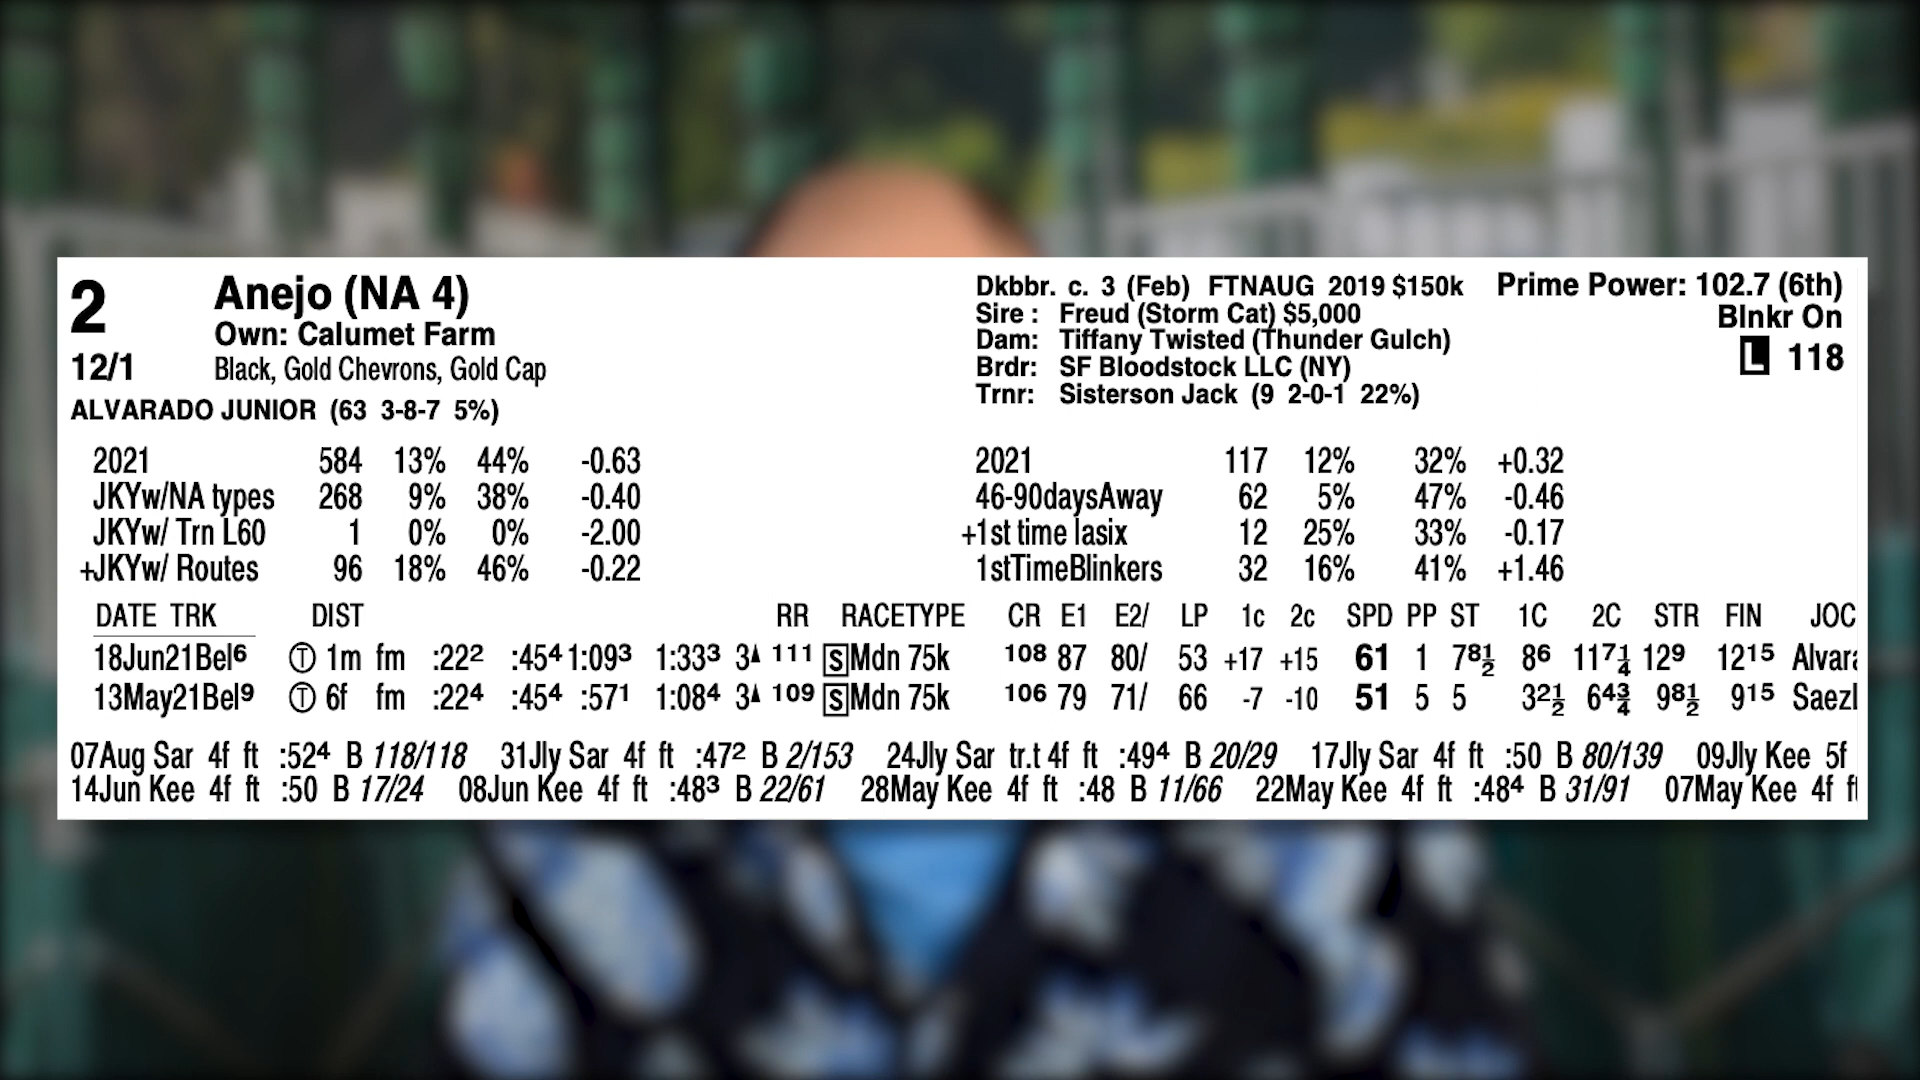 2 Anejo (NA 4)
Own: Calumet Farm
12/1 Black, Gold Chevrons, Gold Cap
ALVARADO JUNIOR (63 3-8-7 5%)
Dkbbr. c. 3 (Feb) FTNAUG 2019 $150k
Sire : Freud (Storm Cat) $5,000
Dam: Tiffany Twisted (Thunder Gulch)
Brdr: SF Bloodstock LLC (NY)
Trnr: Sisterson Jack (9 2-0-1 22%)
Prime Power: 102.7 (6th)
Blnkr On
L 118
2021 584 13% 44% -0.63
JKYw/NA types 268 9% 38% -0.40
JKYw/ Trn L60 1 0% 0% -2.00
+JKYw/ Routes 96 18% 46% -0.22
2021 117 12% 32% +0.32
46-90daysAway 62 5% 47% -0.46
+1st time lasix 12 25% 33% -0.17
1stTimeBlinkers 32 16% 41% +1.46
DATE TRK DIST RR RACETYPE CR E1 E2/ LP 1c 2c SPD PP ST 1C 2C STR FIN JOC
18Jun21Bel⁶ Ⓣ 1m fm :22² :45⁴ 1:09³ 1:33³ 3▲ ¹¹¹ 🅂Mdn 75k ¹⁰⁸ 87 80/ 53 +17 +15 61 1 7⁸½ 8⁶ 11⁷¼ 12⁹ 12¹⁵ Alvara
13May21Bel⁹ Ⓣ 6f fm :22⁴ :45⁴ :57¹ 1:08⁴ 3▲ ¹⁰⁹ 🅂Mdn 75k ¹⁰⁶ 79 71/ 66 -7 -10 51 5 5 3²½ 6⁴¾ 9⁸½ 9¹⁵ Saezl
07Aug Sar 4f ft :52⁴ B 118/118 31Jly Sar 4f ft :47² B 2/153 24Jly Sar tr.t 4f ft :49⁴ B 20/29 17Jly Sar 4f ft :50 B 80/139 09Jly Kee 5f
14Jun Kee 4f ft :50 B 17/24 08Jun Kee 4f ft :48³ B 22/61 28May Kee 4f ft :48 B 11/66 22May Kee 4f ft :48⁴ B 31/91 07May Kee 4f ft